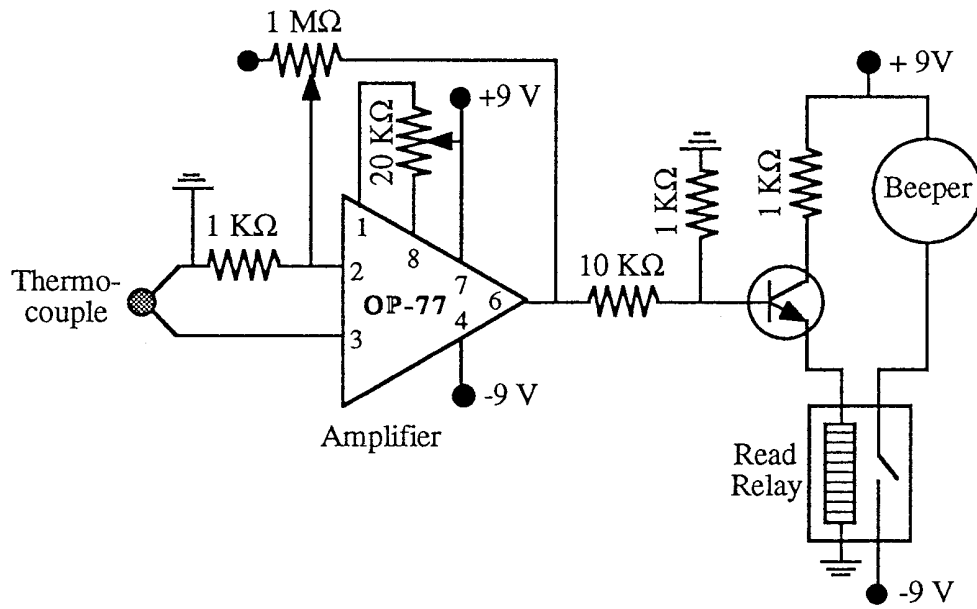 1 MΩ
+ 9V
+9 V
20 KΩ
1 KΩ
1 KΩ
Beeper
1 KΩ
1
8
2
7
10 KΩ
Thermo-
couple
OP-77
6
3
4
-9 V
Amplifier
Read
Relay
-9 V